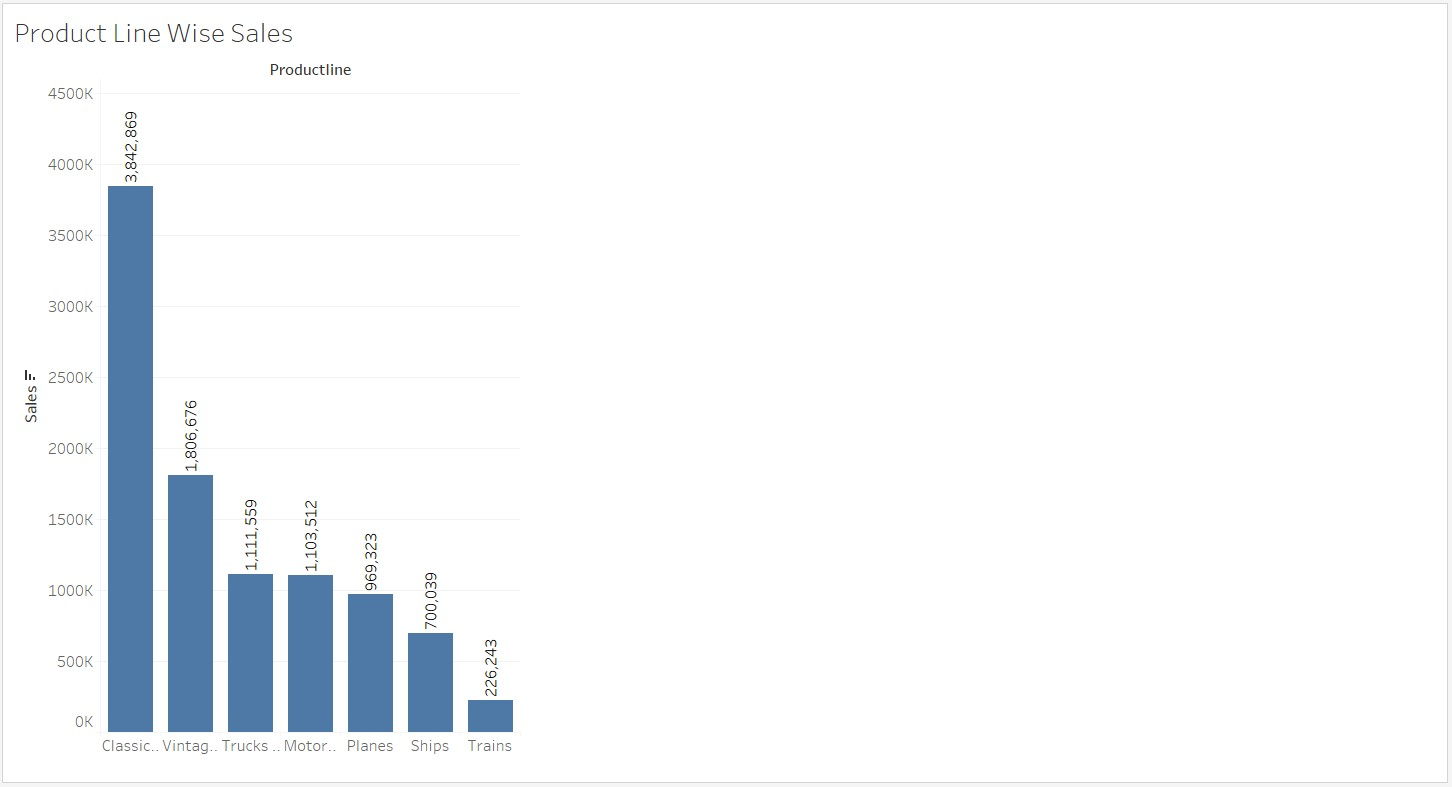 Product Line Wise Sales
Productline
4500K
4000K
3500K
3000K
2500K
2000K
1500K
1000K
500K
0K
Sales
3,842,869
1,806,676
1,111,559
1,103,512
969,323
700,039
226,243
Classic.. Vintag.. Trucks .. Motor.. Planes Ships Trains